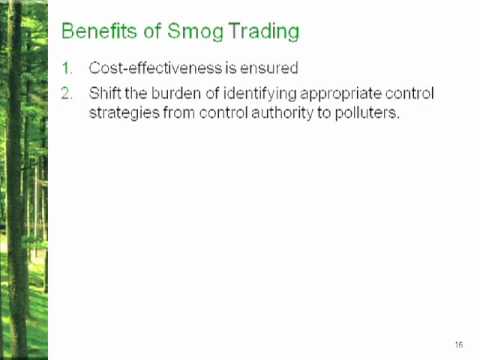 Benefits of Smog Trading
1. Cost-effectiveness is ensured
2. Shift the burden of identifying appropriate control
strategies from control authority to polluters.
16